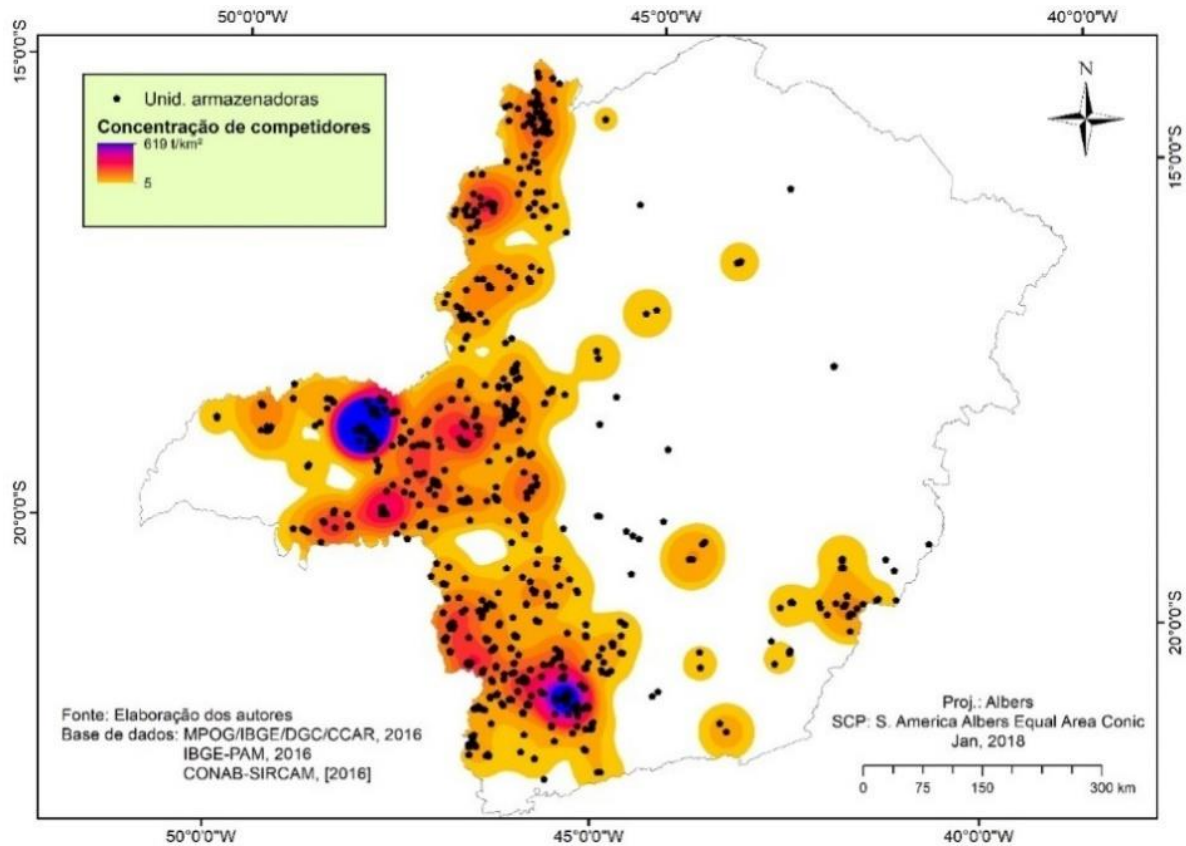 50°0'0"W
45°0'0"W
40°0'0"W
15°0'0"S
15°0'0"S
Unid. armazenadoras
Concentração de competidores
619 t/km²
5
N
20°0'0"S
20°0'0"S
Fonte: Elaboração dos autores
Base de dados: MPOG/IBGE/DGC/CCAR, 2016
IBGE-PAM, 2016
CONAB-SIRCAM, [2016]
Proj.: Albers
SCP: S. America Albers Equal Area Conic
Jan, 2018
0 75 150 300 km
50°0'0"W
45°0'0"W
40°0'0"W